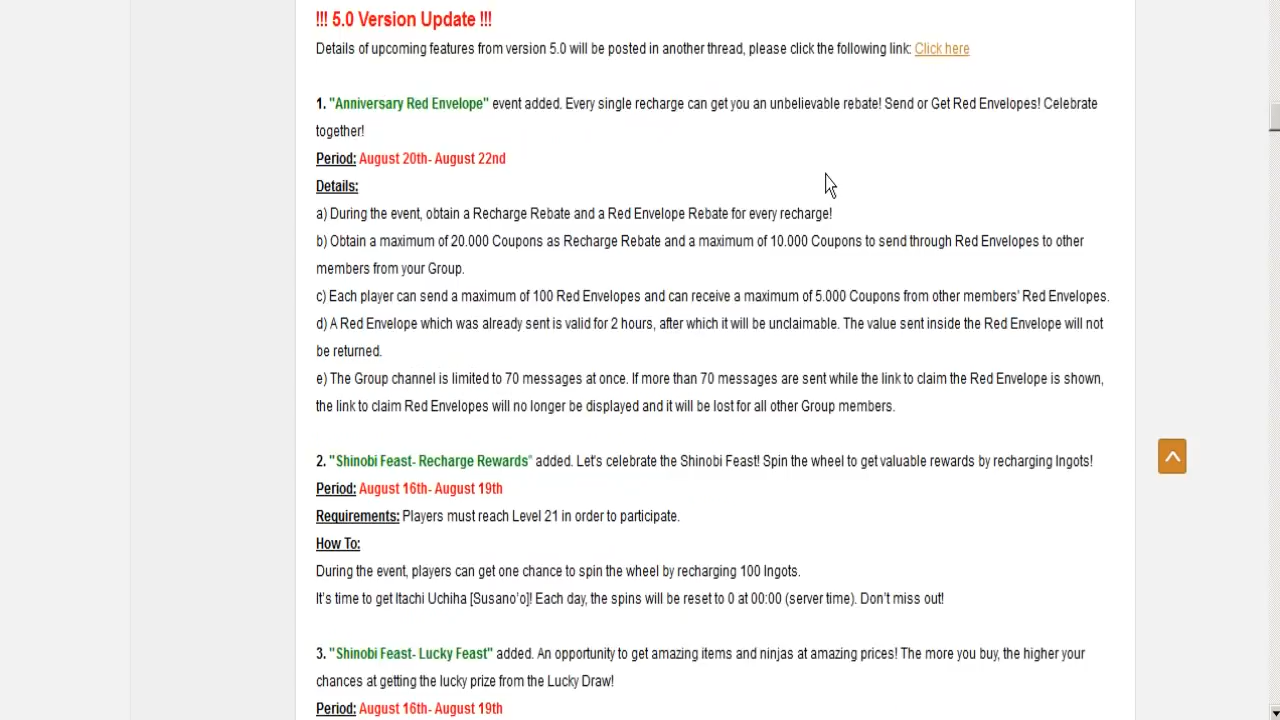 !!! 5.0 Version Update !!!
Details of upcoming features from version 5.0 will be posted in another thread, please click the following link: Click here
1. "Anniversary Red Envelope" event added. Every single recharge can get you an unbelievable rebate! Send or Get Red Envelopes! Celebrate
together!
Period: August 20th- August 22nd
Details:
a) During the event, obtain a Recharge Rebate and a Red Envelope Rebate for every recharge!
b) Obtain a maximum of 20.000 Coupons as Recharge Rebate and a maximum of 10.000 Coupons to send through Red Envelopes to other
members from your Group.
c) Each player can send a maximum of 100 Red Envelopes and can receive a maximum of 5.000 Coupons from other members' Red Envelopes.
d) A Red Envelope which was already sent is valid for 2 hours, after which it will be unclaimable. The value sent inside the Red Envelope will not
be returned.
e) The Group channel is limited to 70 messages at once. If more than 70 messages are sent while the link to claim the Red Envelope is shown,
the link to claim Red Envelopes will no longer be displayed and it will be lost for all other Group members.
2. "Shinobi Feast- Recharge Rewards" added. Let's celebrate the Shinobi Feast! Spin the wheel to get valuable rewards by recharging Ingots!
Period: August 16th- August 19th
Requirements: Players must reach Level 21 in order to participate.
How To:
During the event, players can get one chance to spin the wheel by recharging 100 Ingots.
It's time to get Itachi Uchiha [Susano'o]! Each day, the spins will be reset to 0 at 00:00 (server time). Don't miss out!
3. "Shinobi Feast- Lucky Feast" added. An opportunity to get amazing items and ninjas at amazing prices! The more you buy, the higher your
chances at getting the lucky prize from the Lucky Draw!
Period: August 16th- August 19th